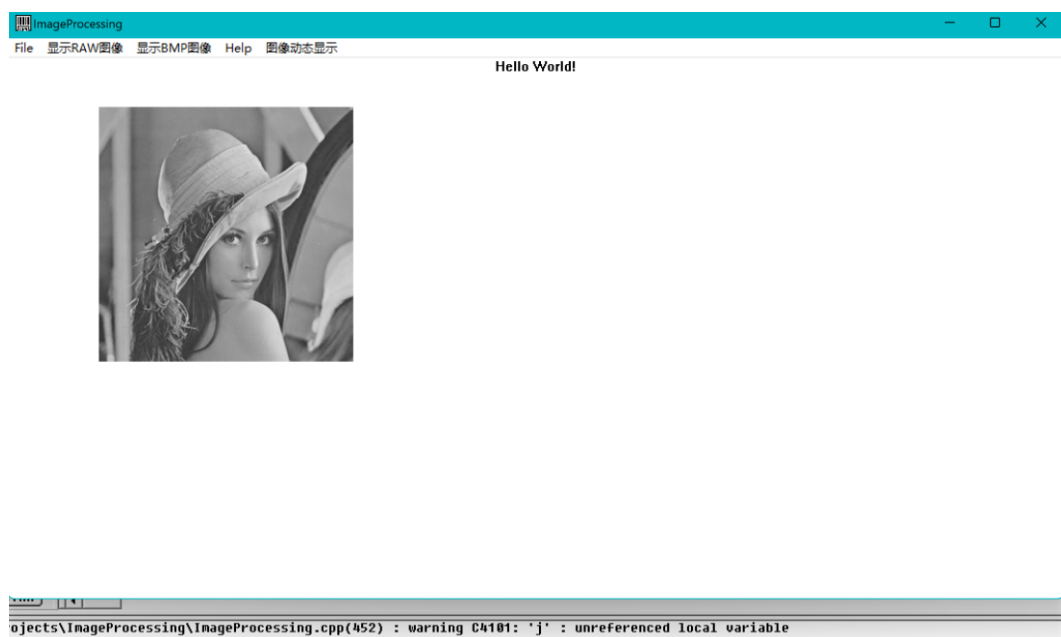 ImageProcessing
File 显示RAW图像 显示BMP图像 Help 图像动态显示
Hello World!
ojects\ImageProcessing\ImageProcessing.cpp(452) : warning C4101: 'j' : unreferenced local variable